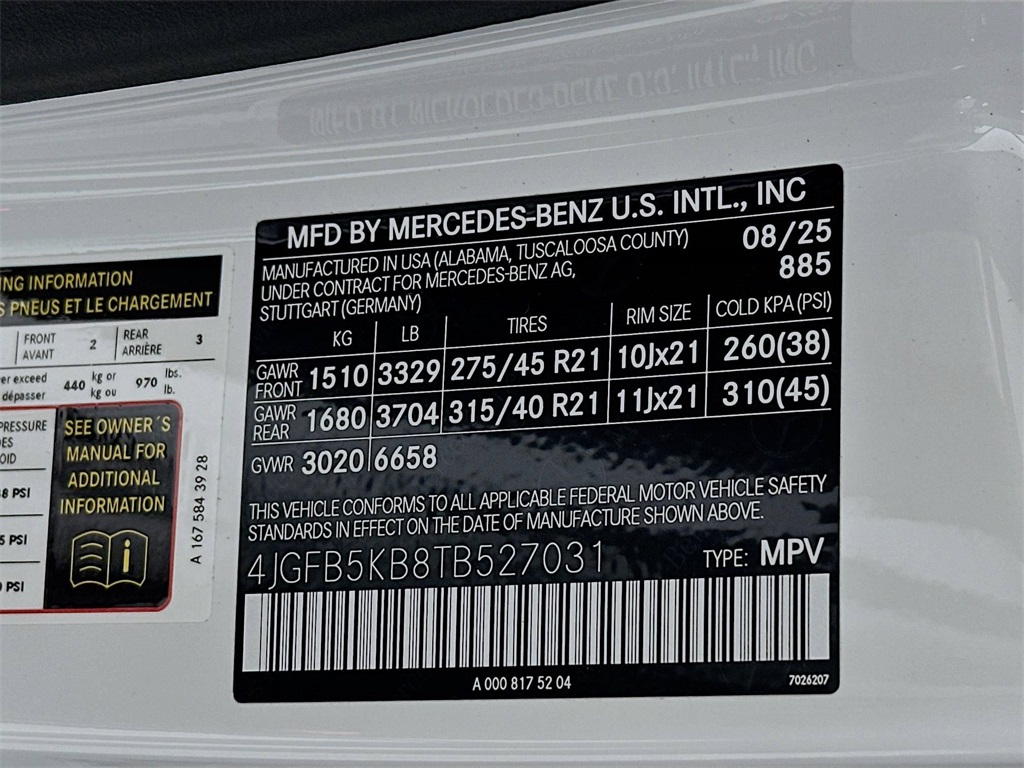 MFD BY MERCEDES-BENZ U.S. INTL., INC
MANUFACTURED IN USA (ALABAMA, TUSCALOOSA COUNTY)
UNDER CONTRACT FOR MERCEDES-BENZ AG,
STUTTGART (GERMANY)
08/25
885
KG LB TIRES RIM SIZE COLD KPA (PSI)
GAWR FRONT 1510 3329 275/45 R21 10Jx21 260(38)
GAWR REAR 1680 3704 315/40 R21 11Jx21 310(45)
GVWR 3020 6658
THIS VEHICLE CONFORMS TO ALL APPLICABLE FEDERAL MOTOR VEHICLE SAFETY
STANDARDS IN EFFECT ON THE DATE OF MANUFACTURE SHOWN ABOVE.
4JGFB5KB8TB527031 TYPE: MPV
A 000 817 52 04 7026207
INFORMATION
PNEUS ET LE CHARGEMENT
FRONT AVANT 2 REAR ARRIÈRE 3
exceed
dépasser
440 kg or kg ou 970 lbs. lb.
SEE OWNER´S
MANUAL FOR
ADDITIONAL
INFORMATION
PRESSURE
PSI
5 PSI
PSI
A 167 584 39 28